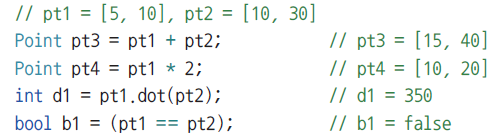 // pt1 = [5, 10], pt2 = [10, 30]
Point pt3 = pt1 + pt2; // pt3 = [15, 40]
Point pt4 = pt1 * 2; // pt4 = [10, 20]
int d1 = pt1.dot(pt2); // d1 = 350
bool b1 = (pt1 == pt2); // b1 = false